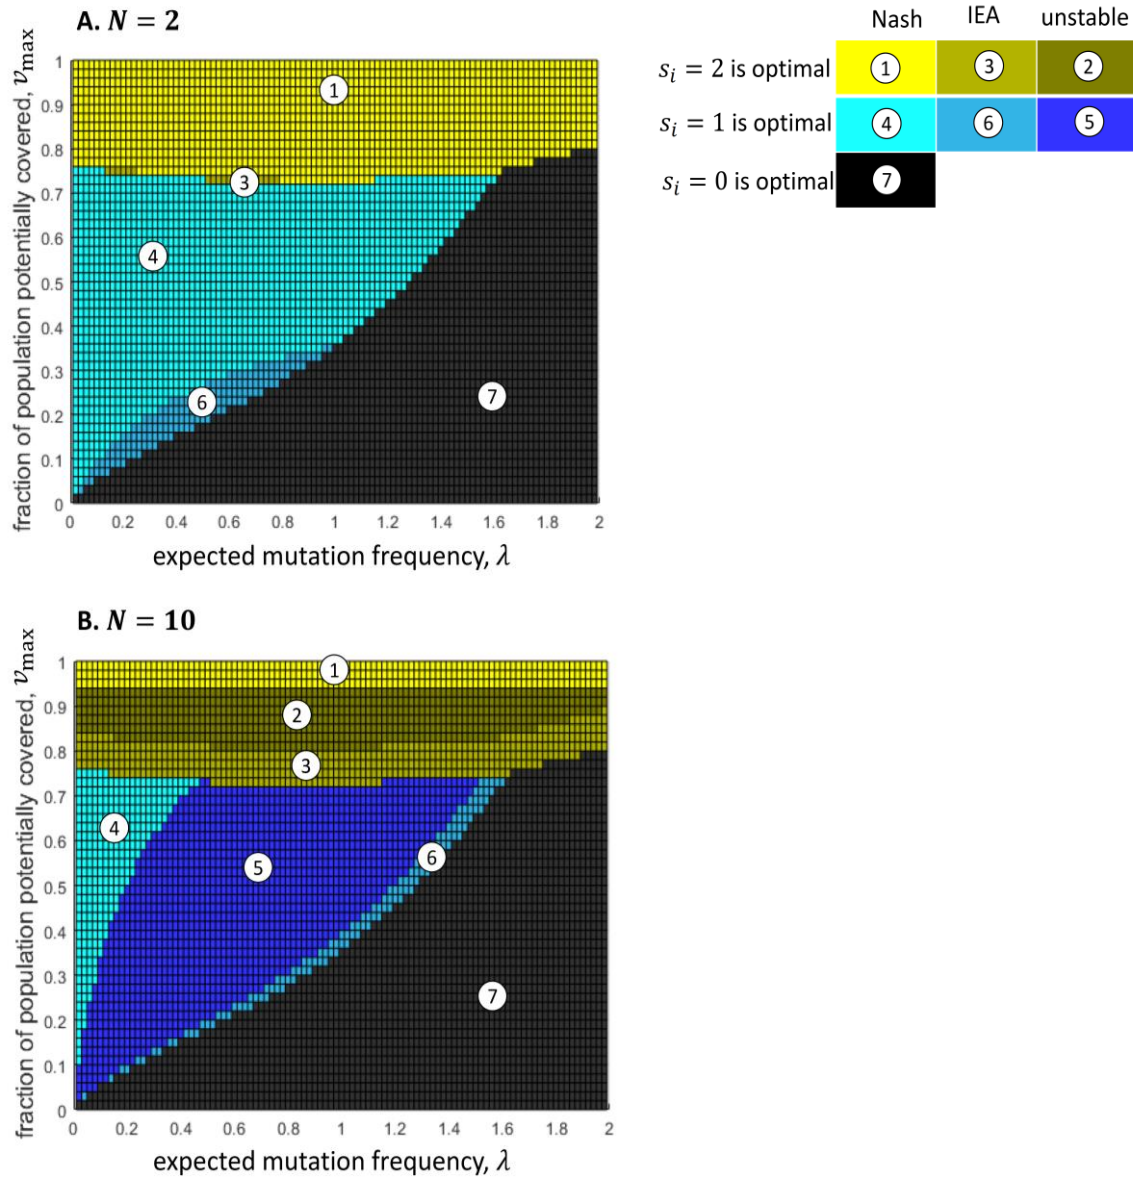 A. N = 2
fraction of population potentially covered, v_max
1
0.9
0.8
0.7
0.6
0.5
0.4
0.3
0.2
0.1
0
0 0.2 0.4 0.6 0.8 1 1.2 1.4 1.6 1.8 2
expected mutation frequency, λ
1
3
4
6
7
Nash IEA unstable
s_i = 2 is optimal 1 3 2
s_i = 1 is optimal 4 6 5
s_i = 0 is optimal 7
B. N = 10
fraction of population potentially covered, v_max
1
0.9
0.8
0.7
0.6
0.5
0.4
0.3
0.2
0.1
0
0 0.2 0.4 0.6 0.8 1 1.2 1.4 1.6 1.8 2
expected mutation frequency, λ
1
2
3
4
5
6
7